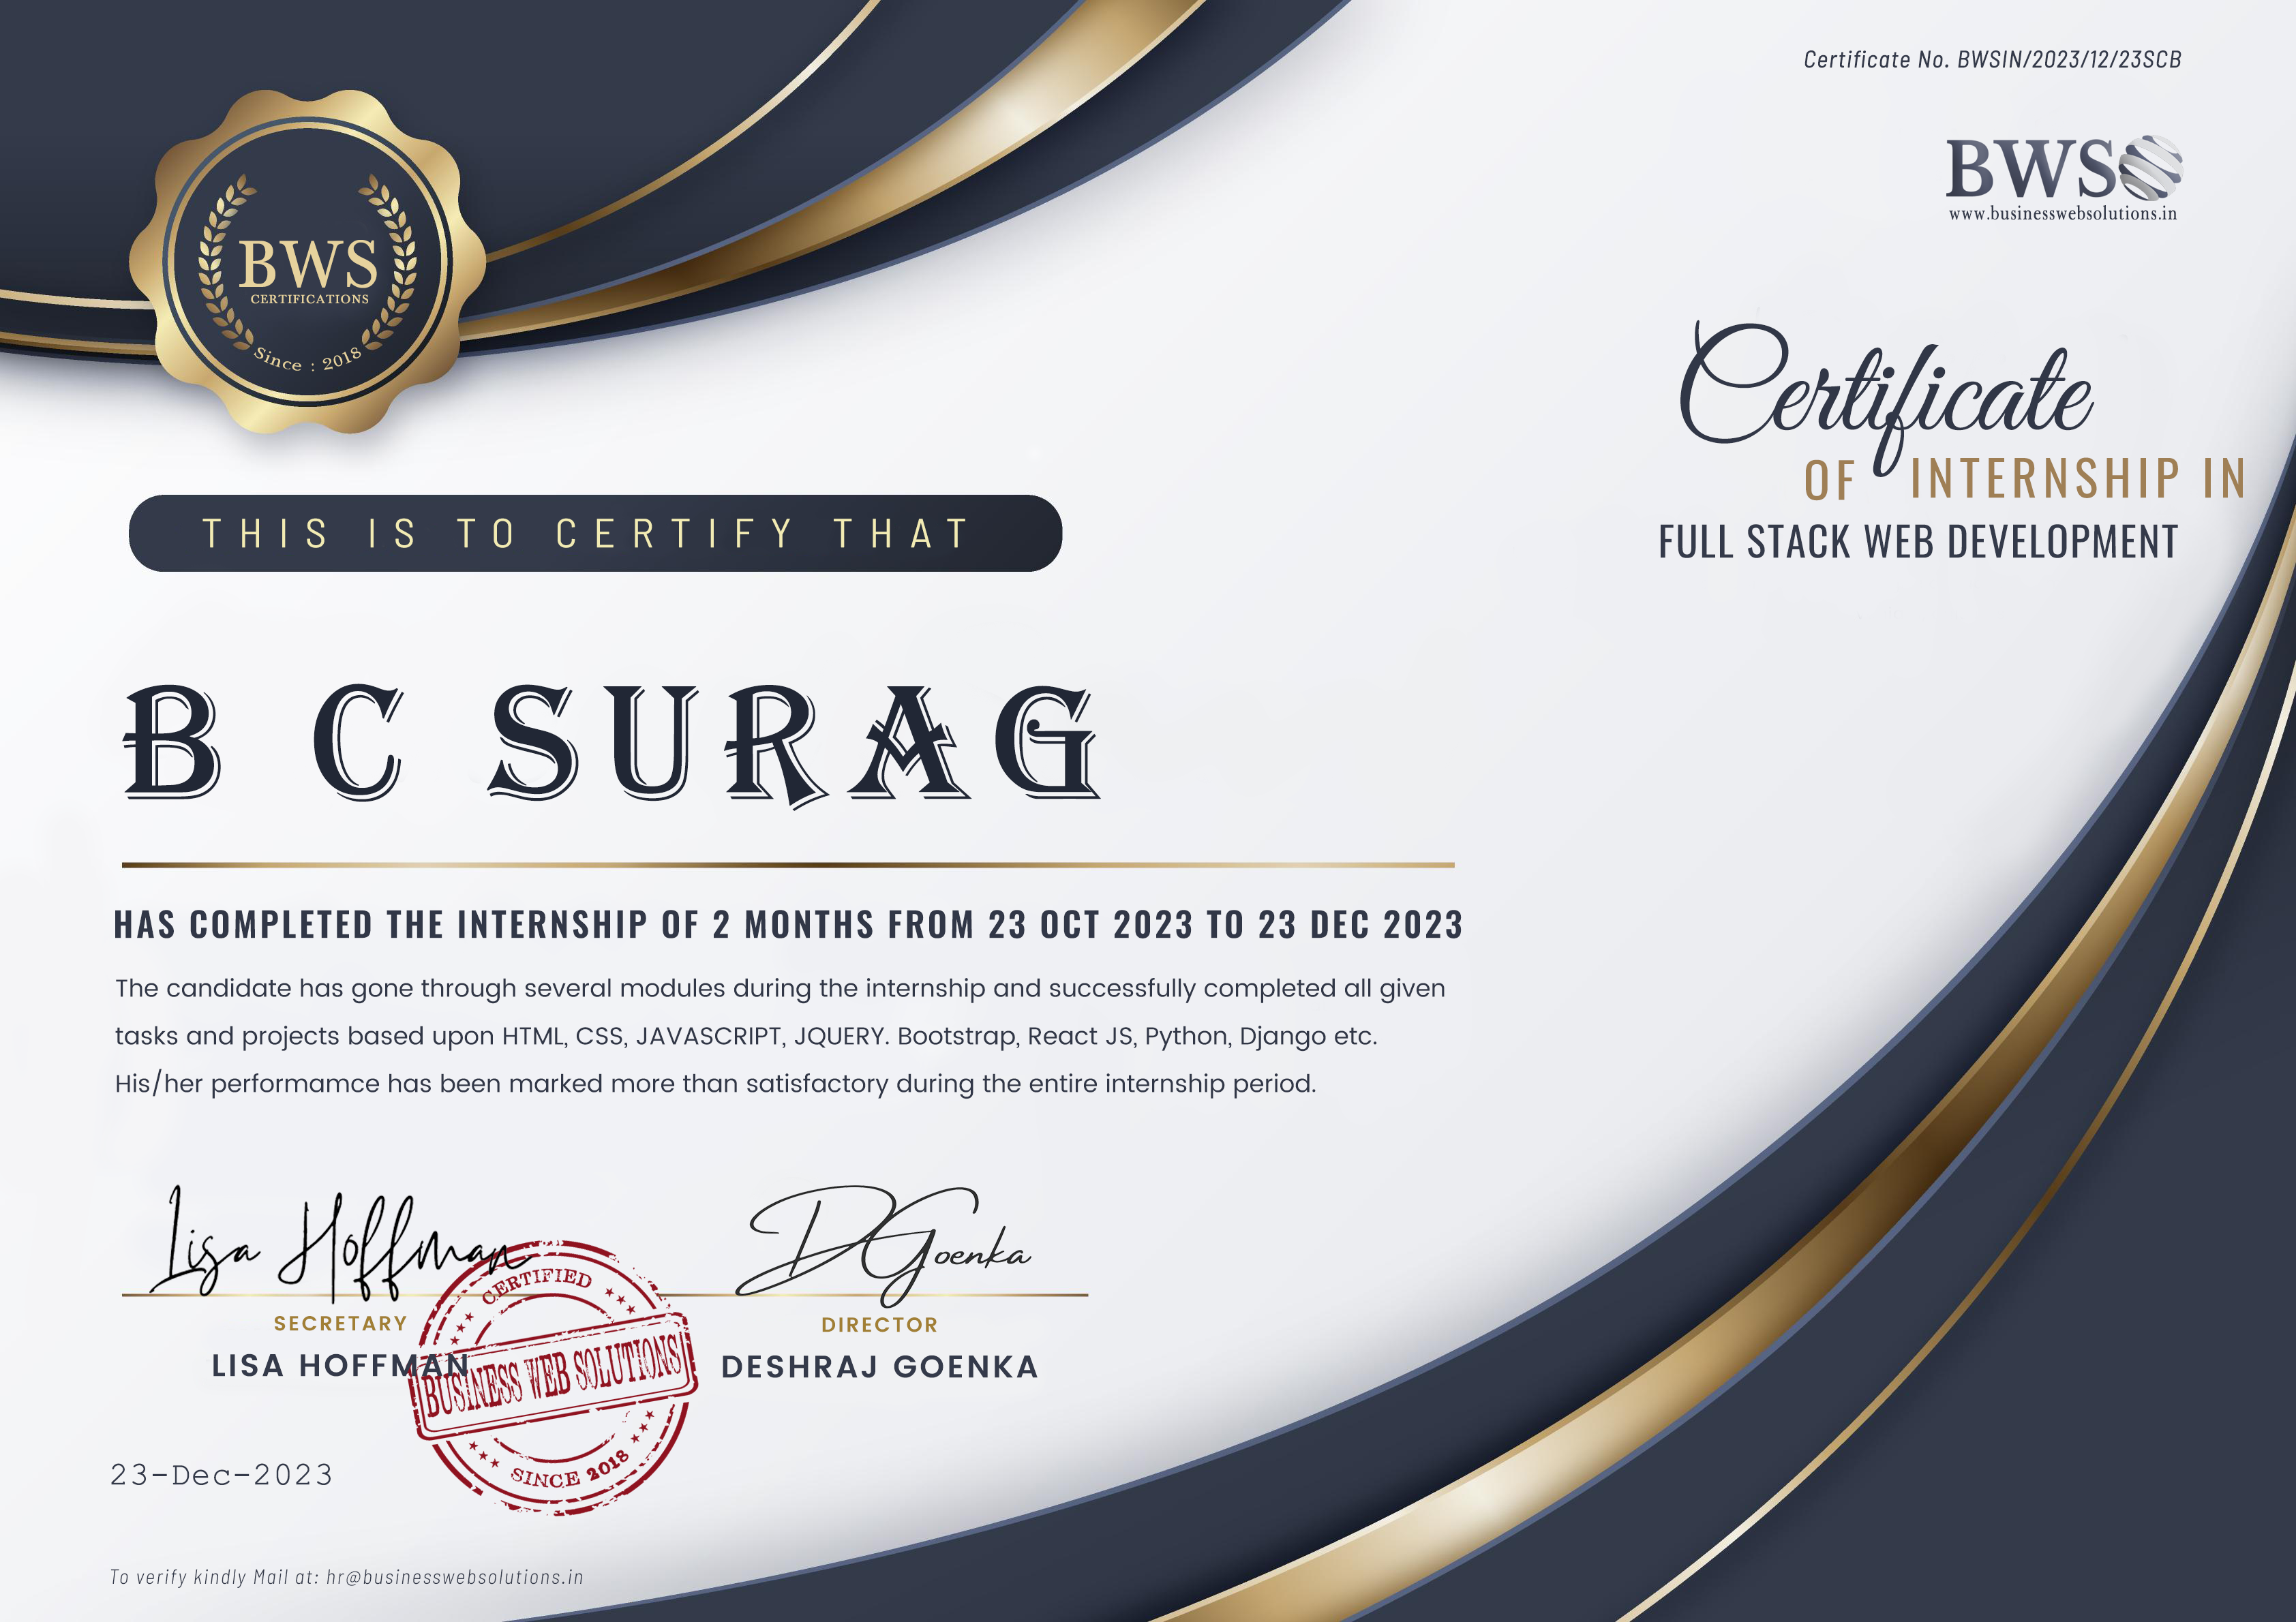 Certificate No. BWSIN/2023/12/23SCB
BWS
www.businesswebsolutions.in
BWS
CERTIFICATIONS
Since : 2018
Certificate
OF INTERNSHIP IN
FULL STACK WEB DEVELOPMENT
THIS IS TO CERTIFY THAT
B C SURAG
HAS COMPLETED THE INTERNSHIP OF 2 MONTHS FROM 23 OCT 2023 TO 23 DEC 2023
The candidate has gone through several modules during the internship and successfully completed all given
tasks and projects based upon HTML, CSS, JAVASCRIPT, JQUERY. Bootstrap, React JS, Python, Django etc.
His/her performamce has been marked more than satisfactory during the entire internship period.
Lisa Hoffman
DGoenka
SECRETARY
DIRECTOR
LISA HOFFMAN
DESHRAJ GOENKA
CERTIFIED
BUSINESS WEB SOLUTIONS
SINCE 2018
23-Dec-2023
To verify kindly Mail at: hr@businesswebsolutions.in